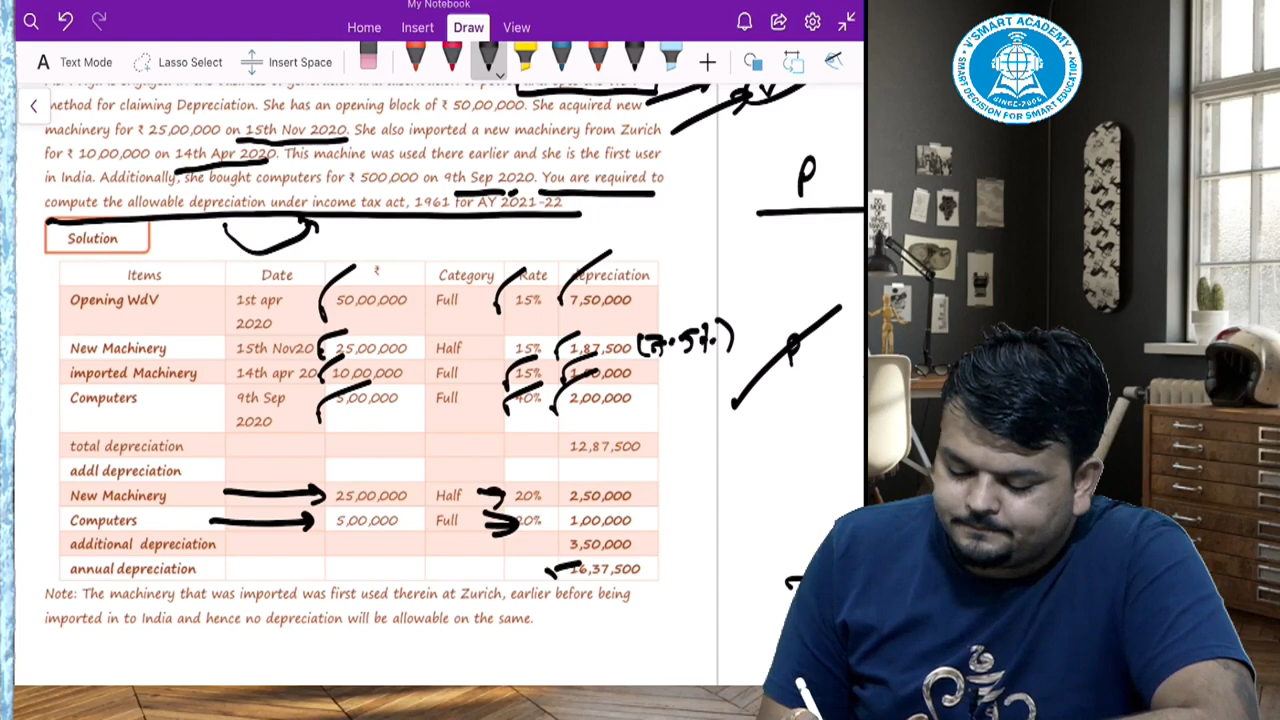 My Notebook
Home Insert Draw View
Text Mode Lasso Select Insert Space
method for claiming Depreciation. She has an opening block of ₹ 50,00,000. She acquired new
machinery for ₹ 25,00,000 on 15th Nov 2020. She also imported a new machinery from Zurich
for ₹ 10,00,000 on 14th Apr 2020. This machine was used there earlier and she is the first user
in India. Additionally, she bought computers for ₹ 500,000 on 9th Sep 2020. You are required to
compute the allowable depreciation under income tax act, 1961 for AY 2021-22
Solution
Items Date ₹ Category Rate depreciation
Opening WdV 1st apr 2020 50,00,000 Full 15% 7,50,000
New Machinery 15th Nov20 25,00,000 Half 15% 1,87,500 (7.5%)
imported Machinery 14th apr 20 10,00,000 Full 15% 1,50,000
Computers 9th Sep 2020 5,00,000 Full 40% 2,00,000
total depreciation 12,87,500
addl depreciation
New Machinery 25,00,000 Half 20% 2,50,000
Computers 5,00,000 Full 20% 1,00,000
additional depreciation 3,50,000
annual depreciation 16,37,500
Note: The machinery that was imported was first used therein at Zurich, earlier before being
imported in to India and hence no depreciation will be allowable on the same.
P
P
V'SMART ACADEMY
SMART DECISION FOR SMART EDUCATION
SINCE-2000